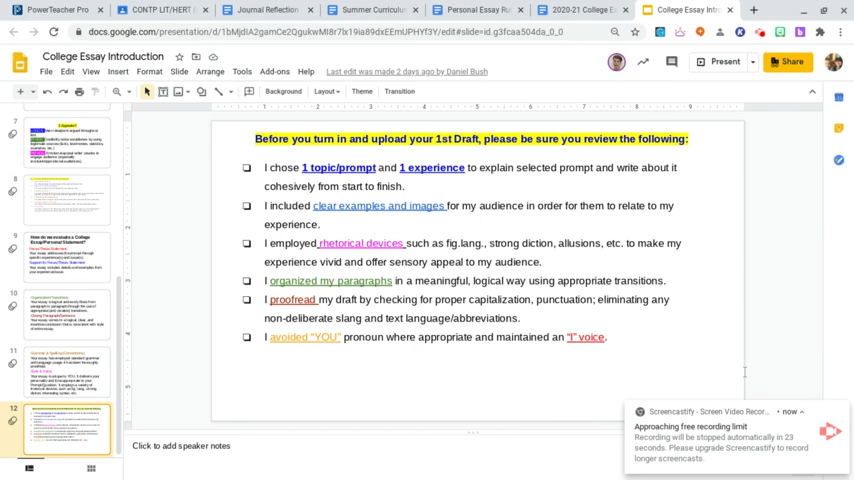 PowerTeacher Pro
CONTP LIT/HERT
Journal Reflection
Summer Curriculum
Personal Essay Ru
2020-21 College E
College Essay Intro
docs.google.com/presentation/d/1bMjdIA2gamCe2QgukwMI8r7lx19ia89dxEEmUPHYf3Y/edit#slide=id.g3fcaa504da_0_0
College Essay Introduction
File Edit View Insert Format Slide Arrange Tools Add-ons Help Last edit was made 2 days ago by Daniel Bush
Present
Share
Background Layout Theme Transition
7
8
9
How do we evaluate a College
Essay/Personal Statement?
10
11
12
Before you turn in and upload your 1st Draft, please be sure you review the following:
I chose 1 topic/prompt and 1 experience to explain selected prompt and write about it
cohesively from start to finish.
I included clear examples and images for my audience in order for them to relate to my
experience.
I employed rhetorical devices such as fig.lang., strong diction, allusions, etc. to make my
experience vivid and offer sensory appeal to my audience.
I organized my paragraphs in a meaningful, logical way using appropriate transitions.
I proofread my draft by checking for proper capitalization, punctuation; eliminating any
non-deliberate slang and text language/abbreviations.
I avoided “YOU” pronoun where appropriate and maintained an “I” voice.
Click to add speaker notes
Screencastify - Screen Video Recor... • now
Approaching free recording limit
Recording will be stopped automatically in 23
seconds. Please upgrade Screencastify to record
longer screencasts.